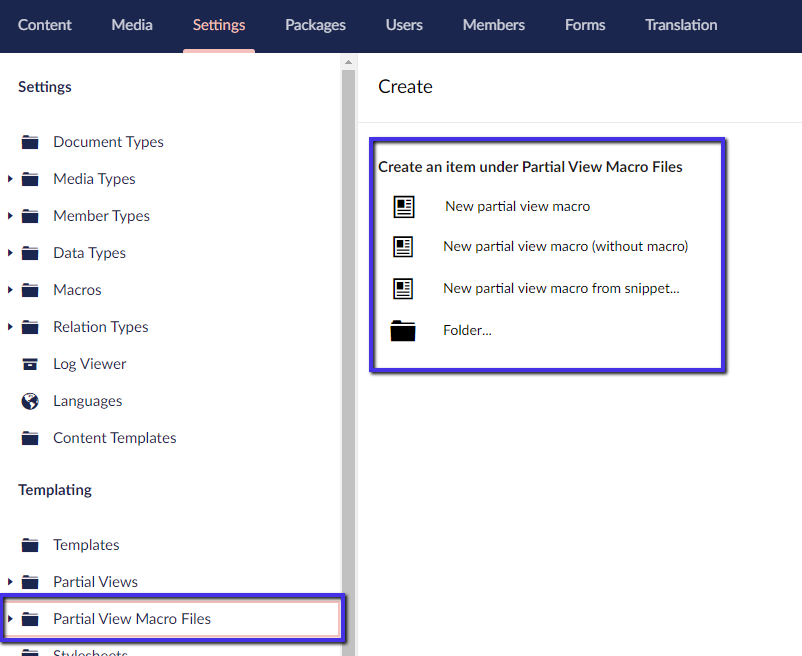 Content Media Settings Packages Users Members Forms Translation
Settings
Document Types
Media Types
Member Types
Data Types
Macros
Relation Types
Log Viewer
Languages
Content Templates
Templating
Templates
Partial Views
Partial View Macro Files
Stylesheets
Create
Create an item under Partial View Macro Files
New partial view macro
New partial view macro (without macro)
New partial view macro from snippet...
Folder...